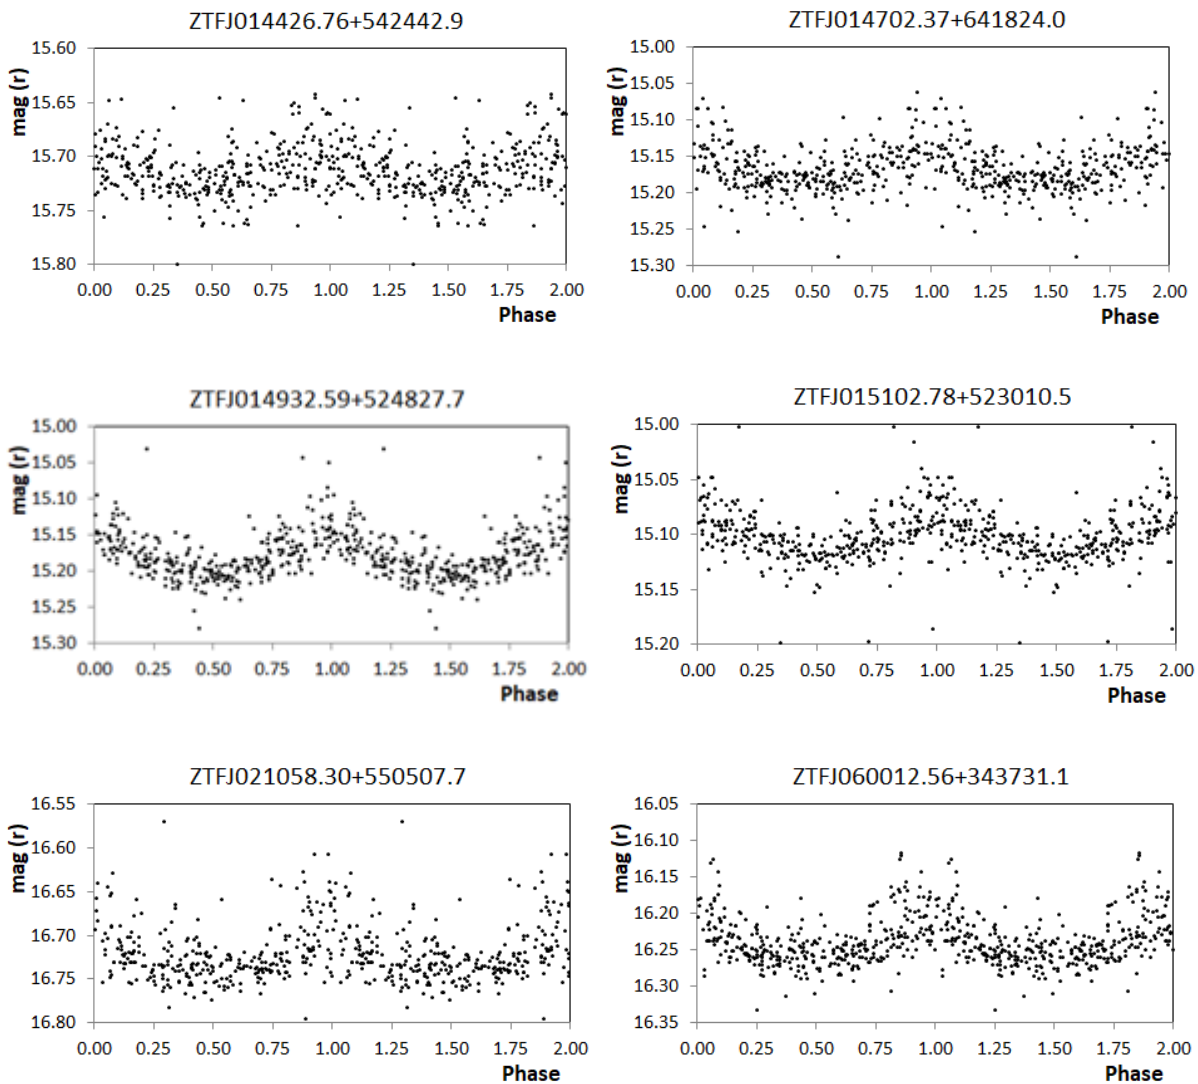 ZTFJ014426.76+542442.9
mag (r)
15.60
15.65
15.70
15.75
15.80
0.00 0.25 0.50 0.75 1.00 1.25 1.50 1.75 2.00
Phase
ZTFJ014702.37+641824.0
mag (r)
15.00
15.05
15.10
15.15
15.20
15.25
15.30
0.00 0.25 0.50 0.75 1.00 1.25 1.50 1.75 2.00
Phase
ZTFJ014932.59+524827.7
mag (r)
15.00
15.05
15.10
15.15
15.20
15.25
15.30
0.00 0.25 0.50 0.75 1.00 1.25 1.50 1.75 2.00
Phase
ZTFJ015102.78+523010.5
mag (r)
15.00
15.05
15.10
15.15
15.20
0.00 0.25 0.50 0.75 1.00 1.25 1.50 1.75 2.00
Phase
ZTFJ021058.30+550507.7
mag (r)
16.55
16.60
16.65
16.70
16.75
16.80
0.00 0.25 0.50 0.75 1.00 1.25 1.50 1.75 2.00
Phase
ZTFJ060012.56+343731.1
mag (r)
16.05
16.10
16.15
16.20
16.25
16.30
16.35
0.00 0.25 0.50 0.75 1.00 1.25 1.50 1.75 2.00
Phase